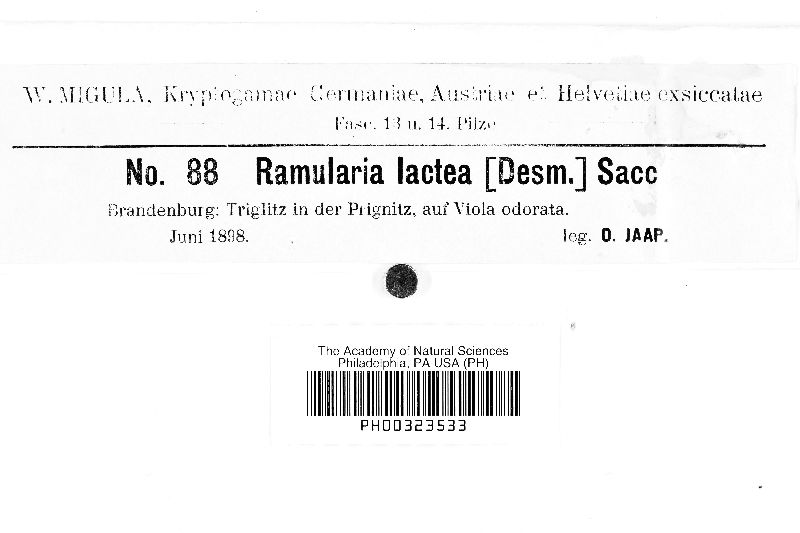 W. MIGULA, Kryptogamae Germaniae, Austriae et Helvetiae exsiccatae
Fasc. 13 u. 14. Pilze
No. 88 Ramularia lactea [Desm.] Sacc
Brandenburg: Triglitz in der Prignitz, auf Viola odorata.
Juni 1898. leg. O. JAAP.
The Academy of Natural Sciences
Philadelphia, PA USA (PH)
PH00323533